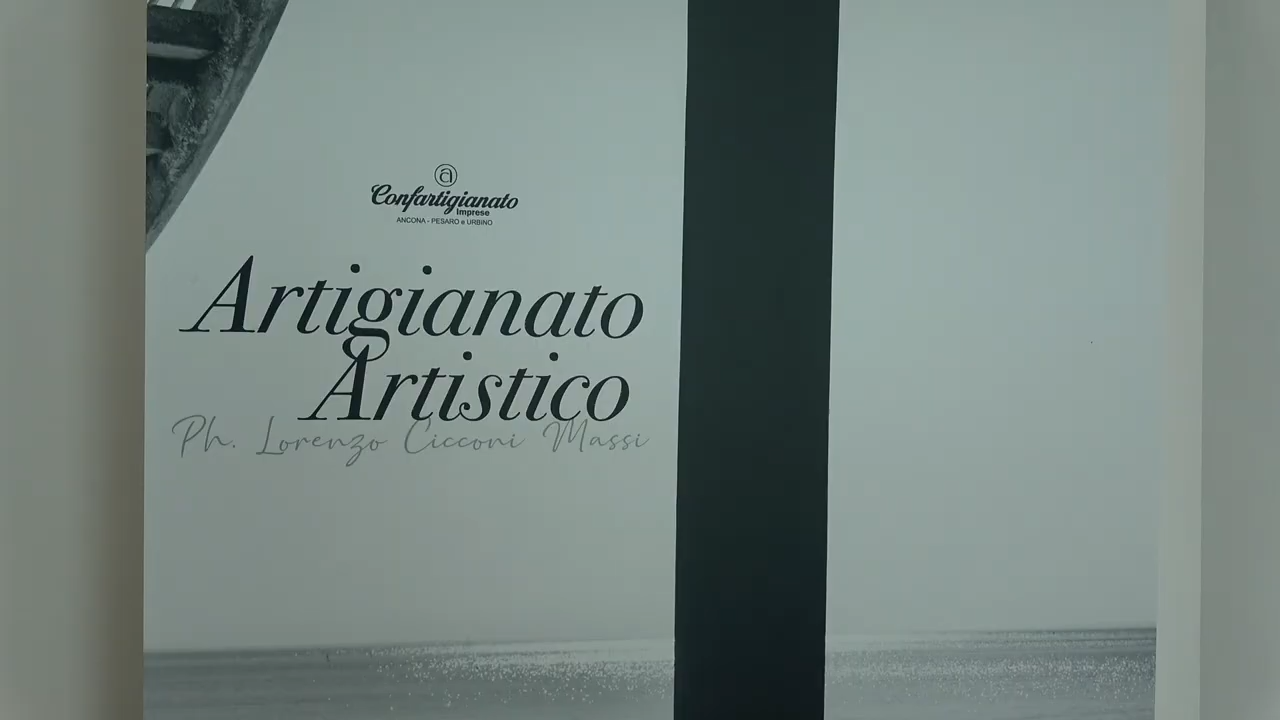 a
Confartigianato
Imprese
ANCONA - PESARO e URBINO
Artigianato
Artistico
Ph. Lorenzo Cicconi Massi